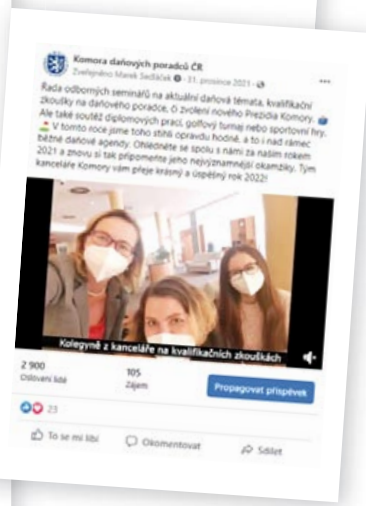 Komora daňových poradců ČR
Zveřejněno Marek Sedláček · 31. prosince 2021 ·
Řada odborných seminářů na aktuální daňová témata, kvalifikační
zkoušky na daňového poradce, či zvolení nového Prezidia Komory.
Ale také soutěž diplomových prací, golfový turnaj nebo sportovní hry.
V tomto roce jsme toho stihli opravdu hodně, a to i nad rámec
běžné daňové agendy. Ohlédněte se spolu s námi za naším rokem
2021 a znovu si tak připomeňte jeho nejvýznamnější okamžiky. Tým
kanceláře Komory vám přeje krásný a úspěšný rok 2022!
Kolegyně z kanceláře na kvalifikačních zkouškách
2 900
Oslovení lidé
105
Zájem
Propagovat příspěvek
23
To se mi líbí
Okomentovat
Sdílet